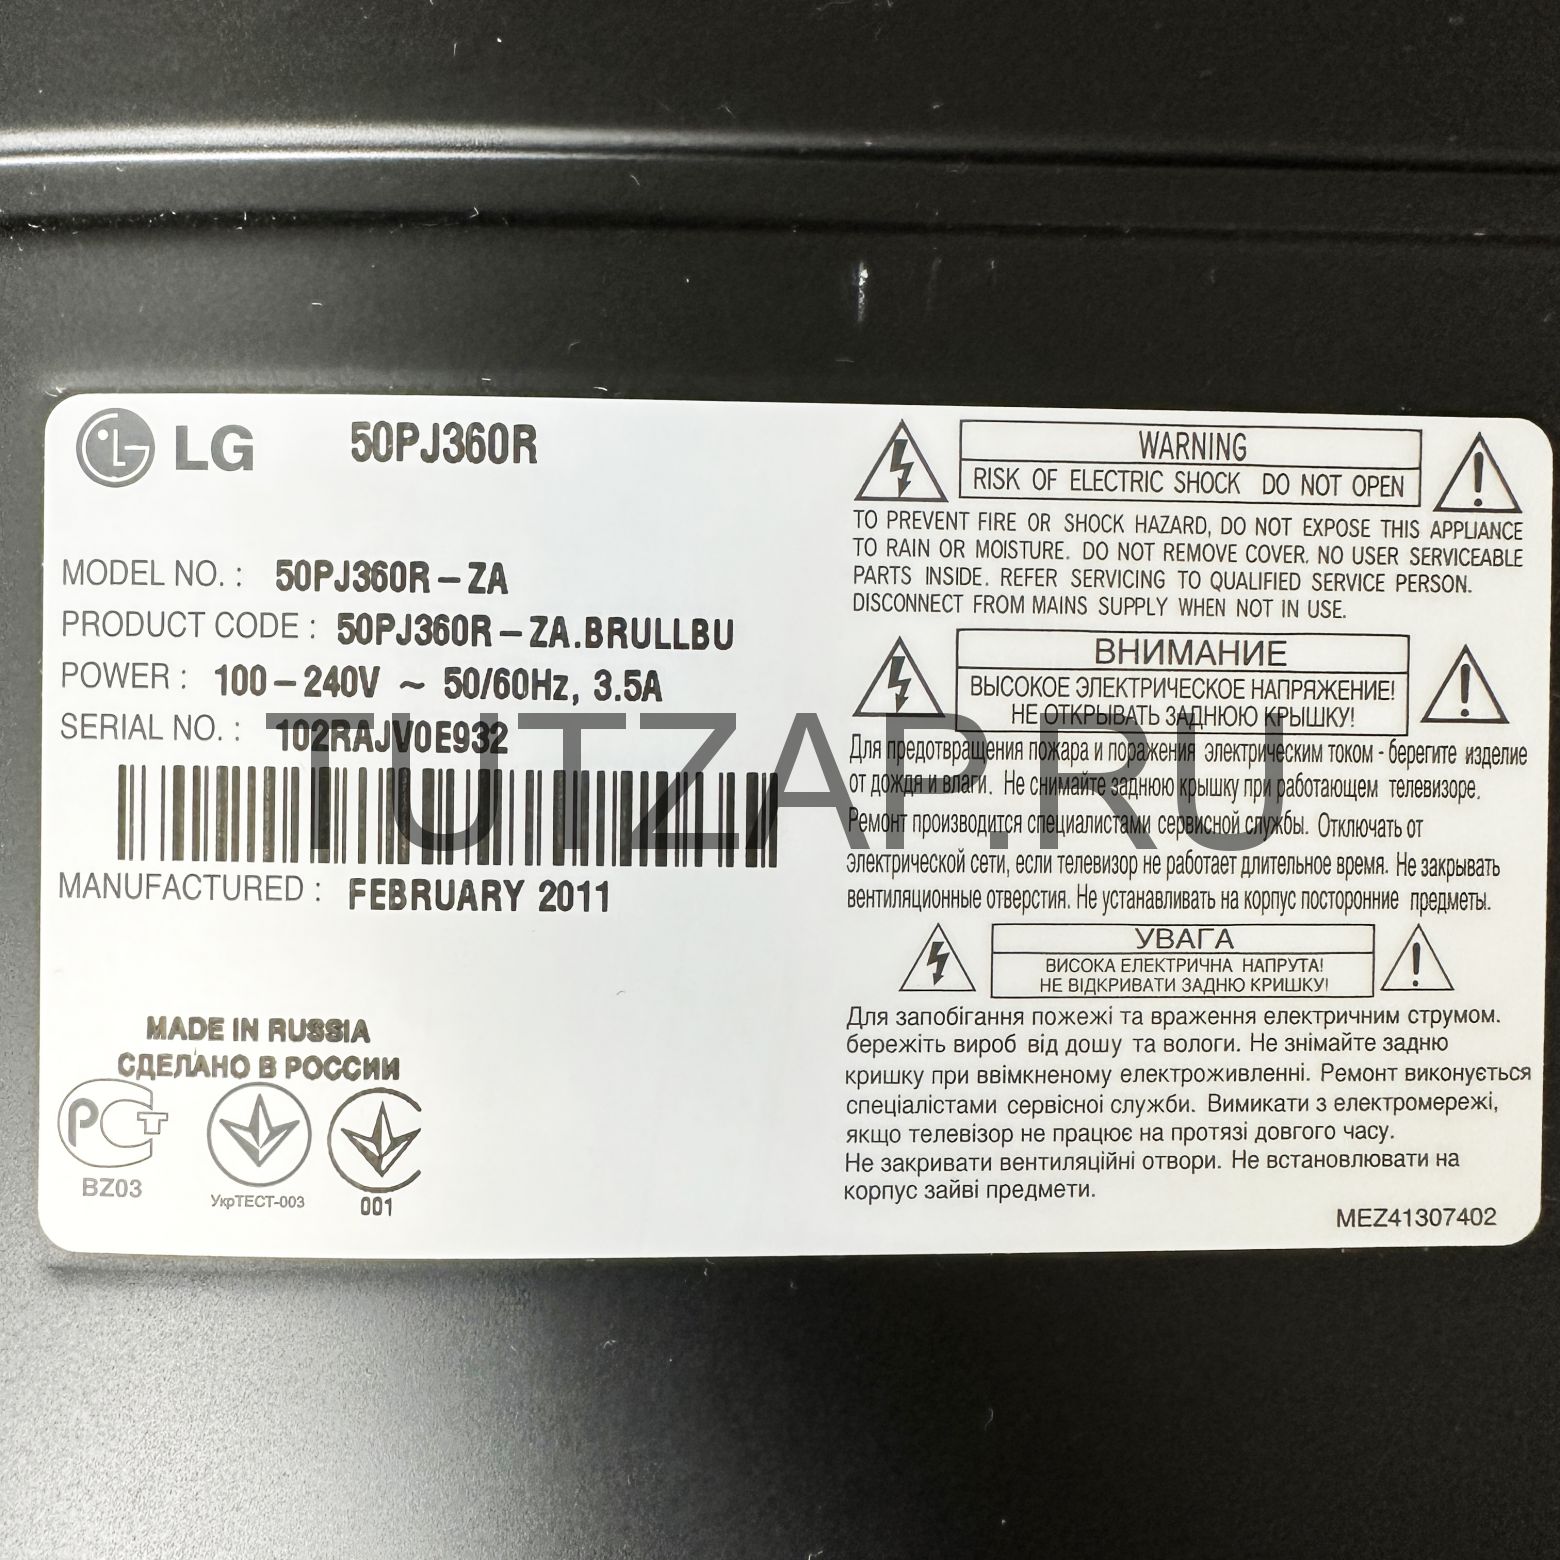 LG 50PJ360R
MODEL NO. : 50PJ360R-ZA
PRODUCT CODE : 50PJ360R-ZA.BRULLBU
POWER : 100-240V ~ 50/60Hz, 3.5A
SERIAL NO. : 102RAJV0E932
MANUFACTURED : FEBRUARY 2011
MADE IN RUSSIA
СДЕЛАНО В РОССИИ
РСТ
BZ03
УкрТЕСТ-003
001
WARNING
RISK OF ELECTRIC SHOCK DO NOT OPEN
TO PREVENT FIRE OR SHOCK HAZARD, DO NOT EXPOSE THIS APPLIANCE
TO RAIN OR MOISTURE. DO NOT REMOVE COVER. NO USER SERVICEABLE
PARTS INSIDE. REFER SERVICING TO QUALIFIED SERVICE PERSON.
DISCONNECT FROM MAINS SUPPLY WHEN NOT IN USE.
ВНИМАНИЕ
ВЫСОКОЕ ЭЛЕКТРИЧЕСКОЕ НАПРЯЖЕНИЕ!
НЕ ОТКРЫВАТЬ ЗАДНЮЮ КРЫШКУ!
Для предотвращения пожара и поражения электрическим током - берегите изделие
от дождя и влаги. Не снимайте заднюю крышку при работающем телевизоре.
Ремонт производится специалистами сервисной службы. Отключать от
электрической сети, если телевизор не работает длительное время. Не закрывать
вентиляционные отверстия. Не устанавливать на корпус посторонние предметы.
УВАГА
ВИСОКА ЕЛЕКТРИЧНА НАПРУГА!
НЕ ВІДКРИВАТИ ЗАДНЮ КРИШКУ!
Для запобігання пожежі та враження електричним струмом.
бережіть вироб від дошу та вологи. Не знімайте задню
кришку при ввімкненому електроживленні. Ремонт виконується
спеціалістами сервісної служби. Вимикати з електромережі,
якщо телевізор не працює на протязі довгого часу.
Не закривати вентиляційні отвори. Не встановлювати на
корпус зайві предмети.
MEZ41307402
TUTZAP.RU